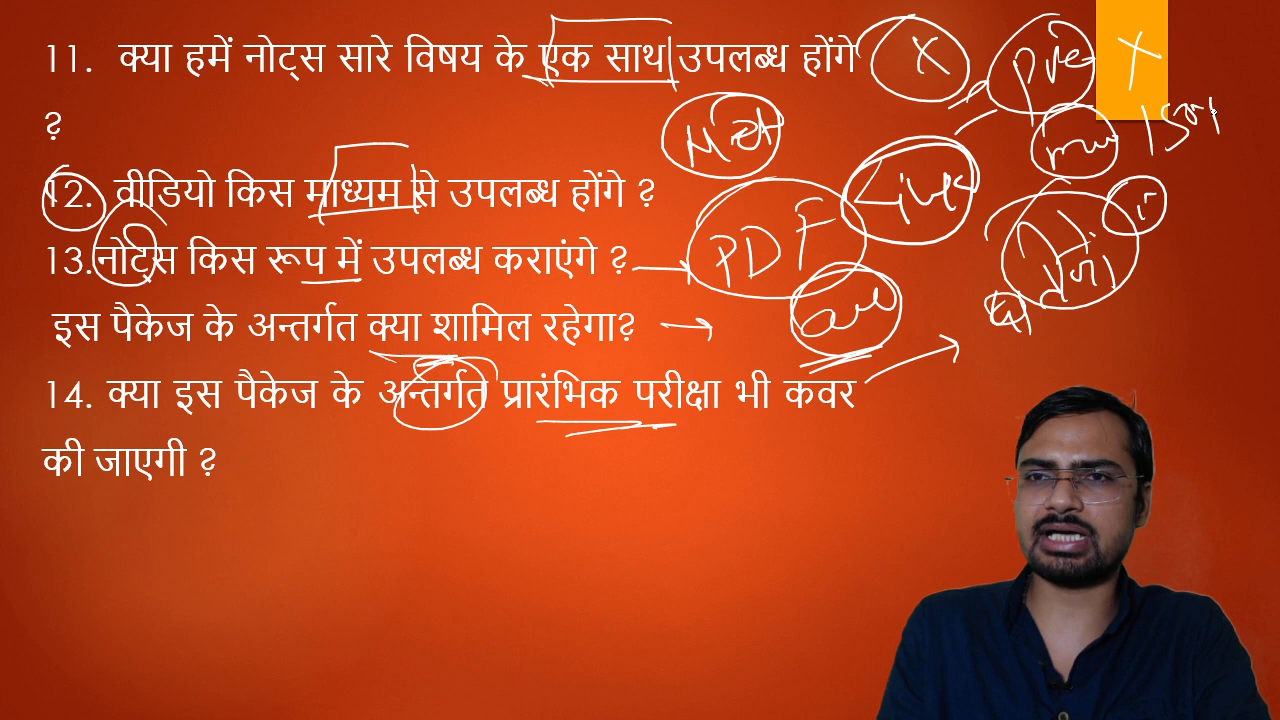 11. क्या हमें नोट्स सारे विषय के एक साथ उपलब्ध होंगे X Pre X
?
12. वीडियो किस माध्यम से उपलब्ध होंगे ?
13.नोट्स किस रूप में उपलब्ध कराएंगे ? PDF
इस पैकेज के अन्तर्गत क्या शामिल रहेगा?
14. क्या इस पैकेज के अन्तर्गत प्रारंभिक परीक्षा भी कवर
की जाएगी ?